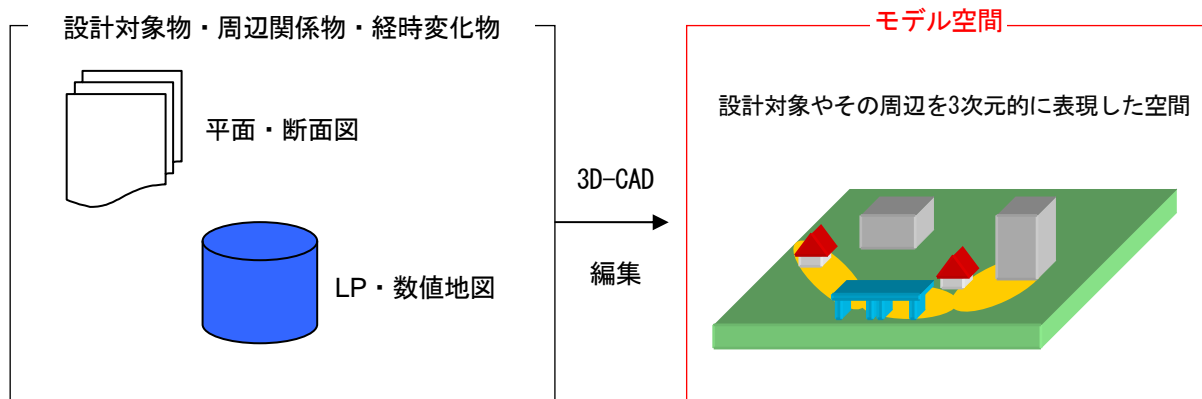 設計対象物・周辺関係物・経時変化物
平面・断面図
LP・数値地図
3D-CAD
編集
モデル空間
設計対象やその周辺を3次元的に表現した空間